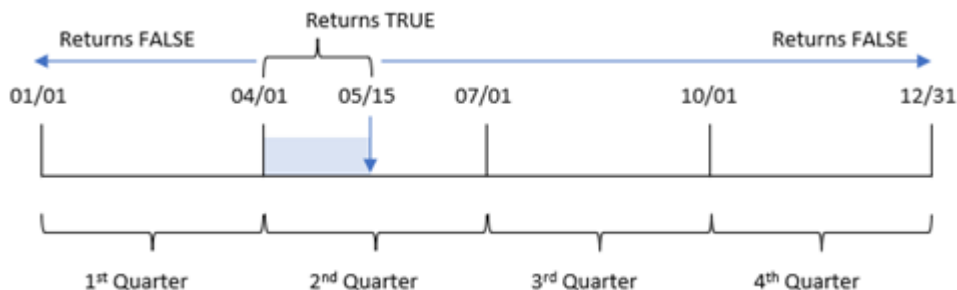 Returns TRUE
Returns FALSE Returns FALSE
01/01 04/01 05/15 07/01 10/01 12/31
1st Quarter 2nd Quarter 3rd Quarter 4th Quarter